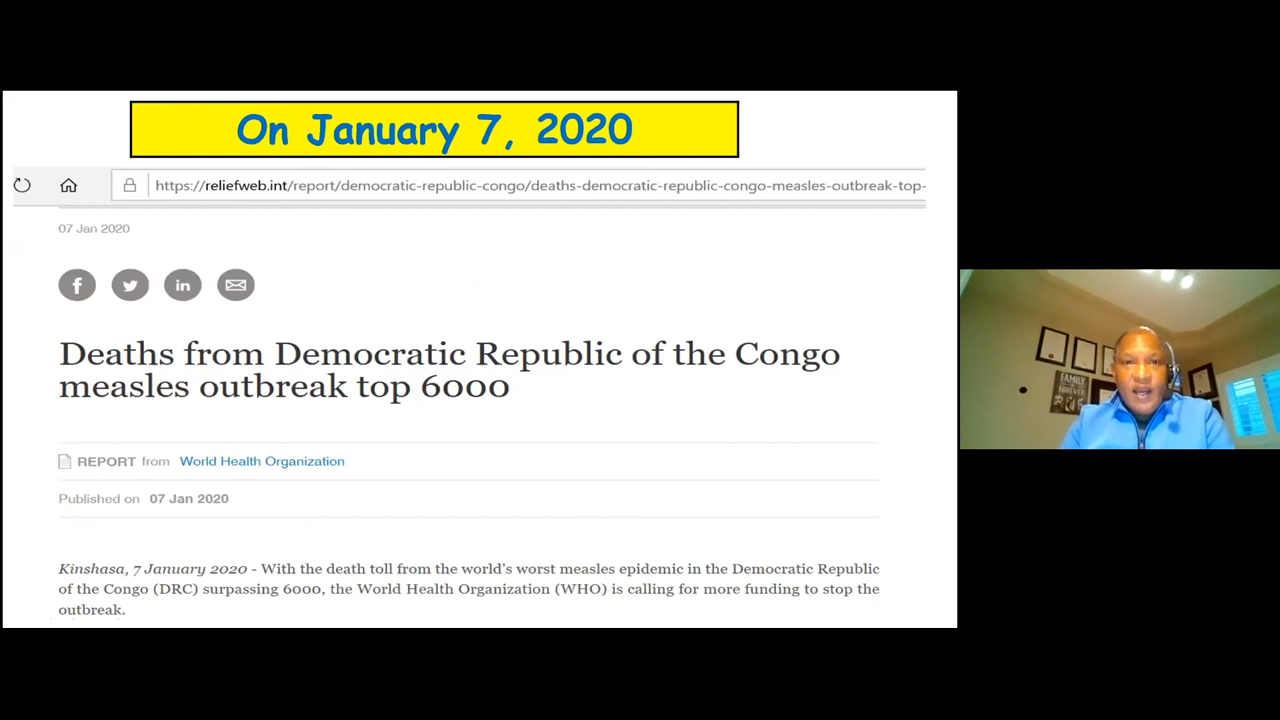 On January 7, 2020
https://reliefweb.int/report/democratic-republic-congo/deaths-democratic-republic-congo-measles-outbreak-top-
07 Jan 2020
Deaths from Democratic Republic of the Congo
measles outbreak top 6000
REPORT from World Health Organization
Published on 07 Jan 2020
Kinshasa, 7 January 2020 - With the death toll from the world's worst measles epidemic in the Democratic Republic
of the Congo (DRC) surpassing 6000, the World Health Organization (WHO) is calling for more funding to stop the
outbreak.
FAMILY
FOREVER